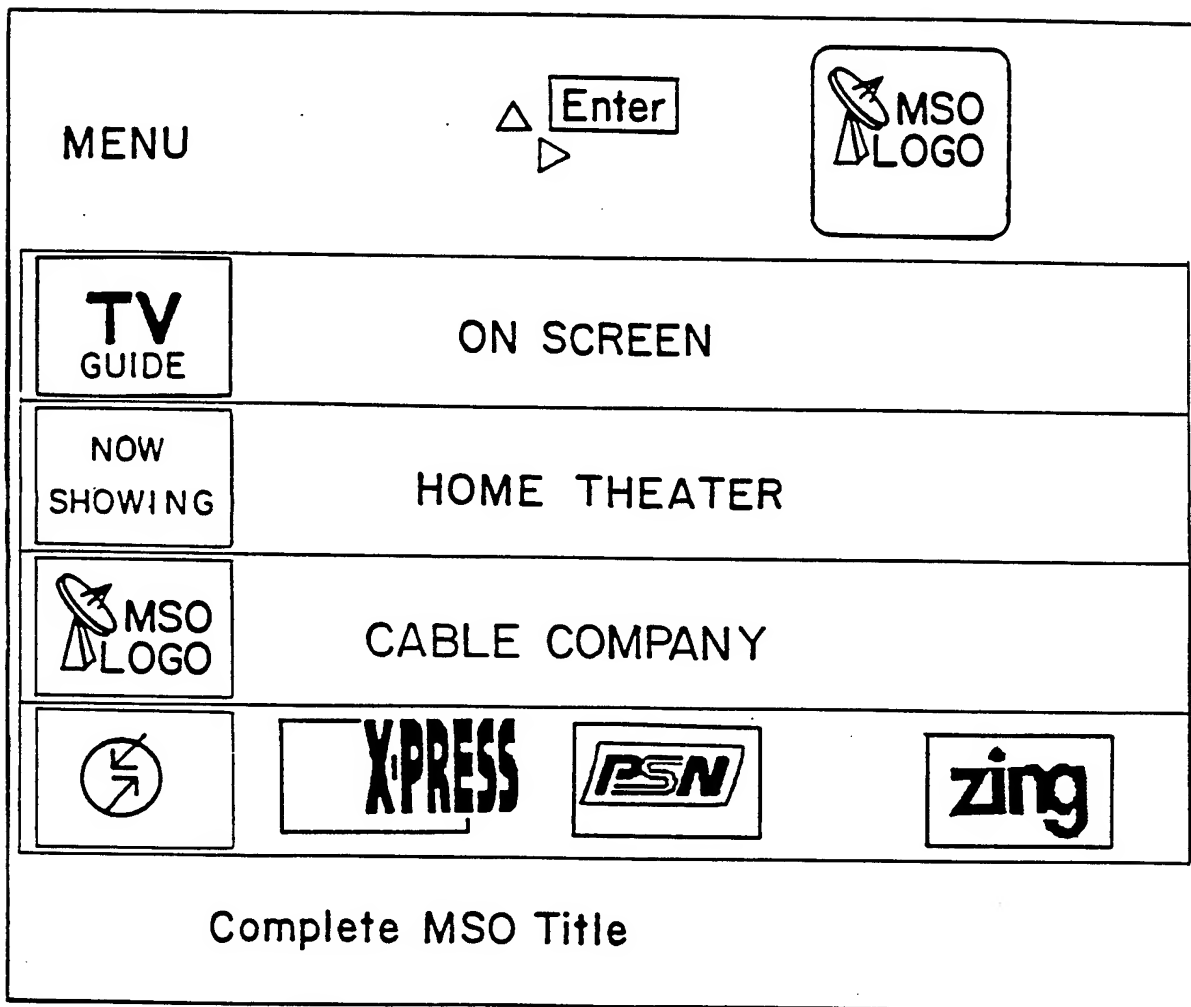 MENU
Enter
MSO
LOGO
TV
GUIDE
ON SCREEN
NOW
SHOWING
HOME THEATER
MSO
LOGO
CABLE COMPANY
X·PRESS
PSN
zing
Complete MSO Title